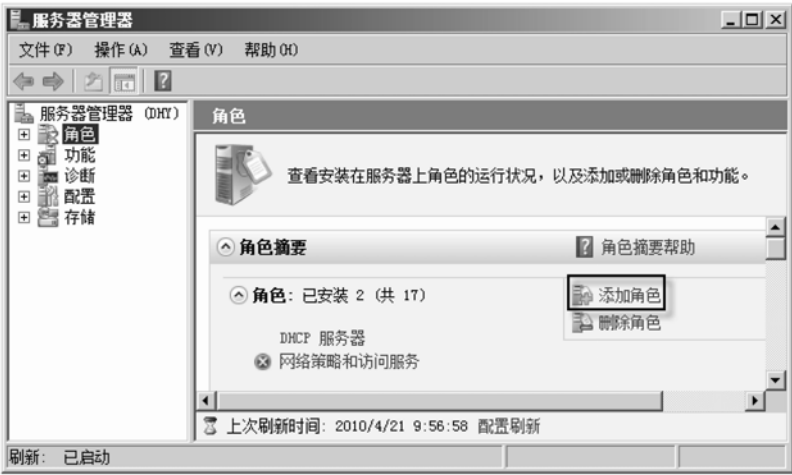 服务器管理器
文件(F) 操作(A) 查看(V) 帮助(H)
服务器管理器 (DHY)
角色
功能
诊断
配置
存储
角色
查看安装在服务器上角色的运行状况，以及添加或删除角色和功能。
角色摘要
角色摘要帮助
角色: 已安装 2 (共 17)
添加角色
删除角色
DHCP 服务器
网络策略和访问服务
上次刷新时间: 2010/4/21 9:56:58 配置刷新
刷新: 已启动